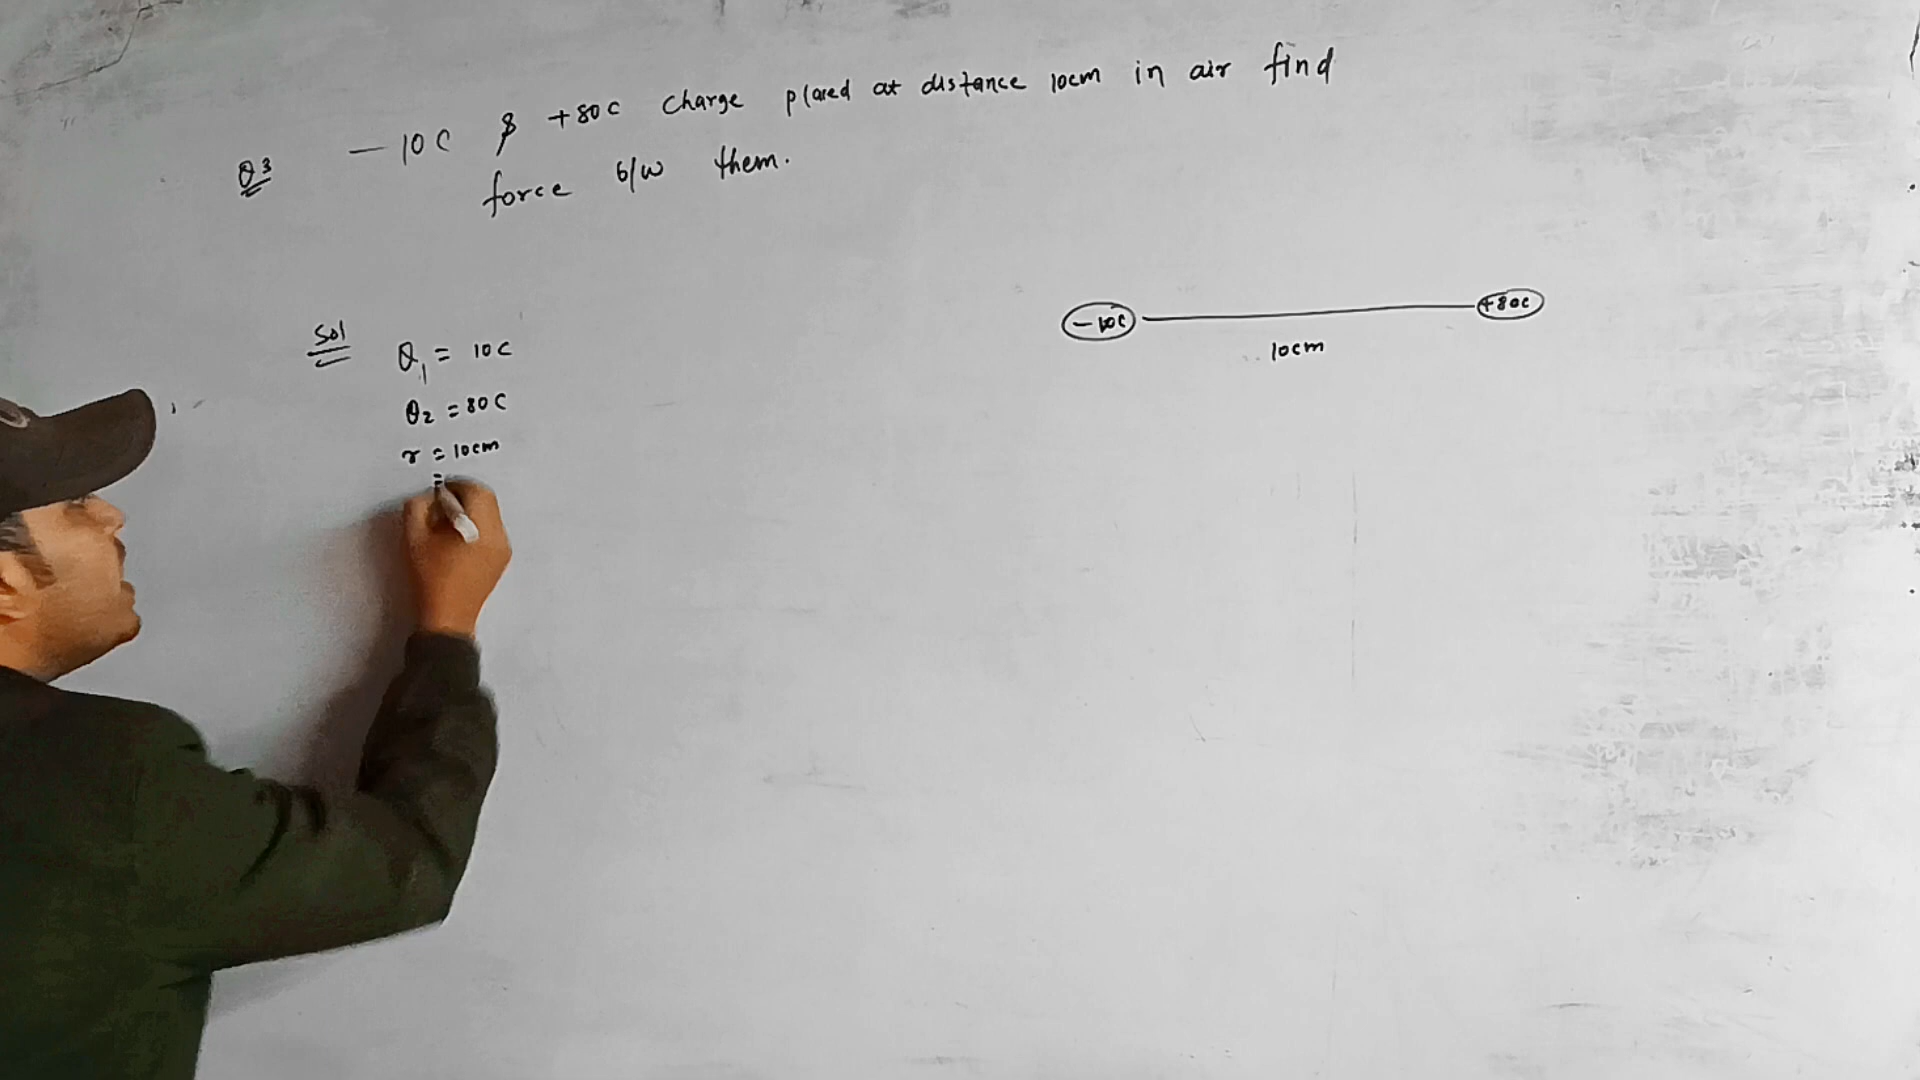 Q3 - 10 C & +80 C charge placed at distance 10cm in air find
force b/w them.
Sol
Q1 = 10 C
Q2 = 80 C
r = 10cm
=
-10C
+80C
10cm